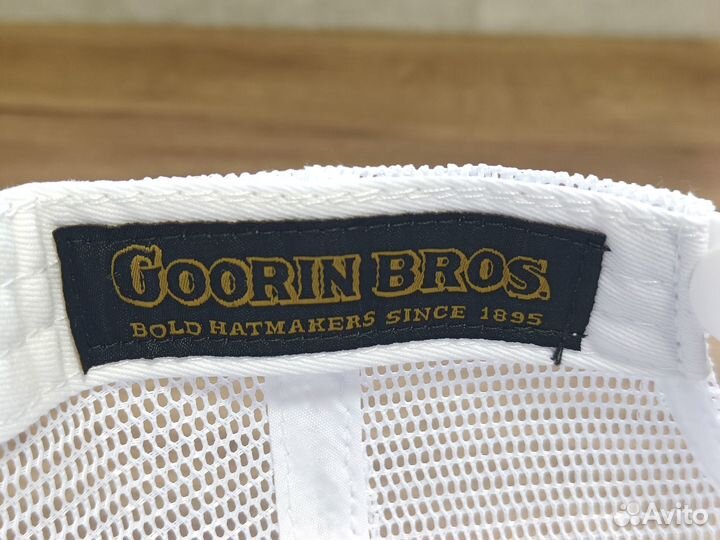 GOORIN BROS.
BOLD HATMAKERS SINCE 1895
Avito